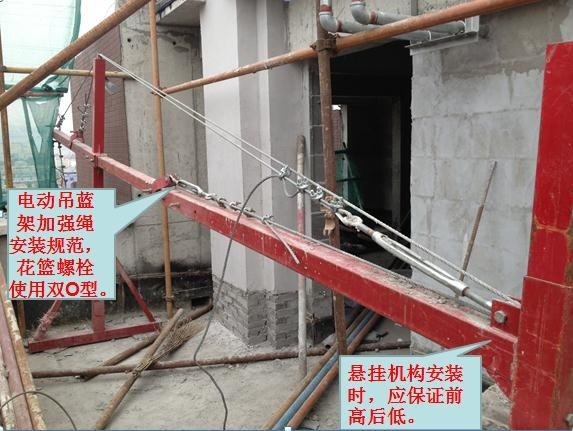 电动吊蓝
架加强绳
安装规范，
花篮螺栓
使用双O型。
悬挂机构安装
时，应保证前
高后低。